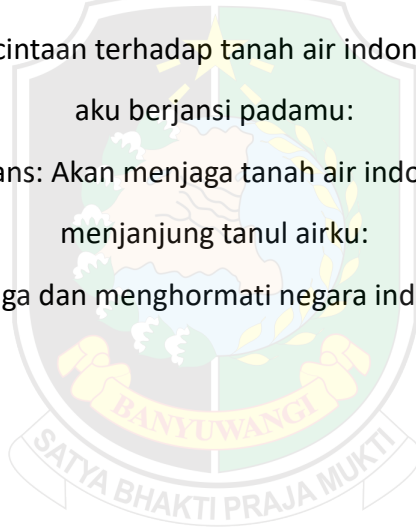 cintaan terhadap tanah air indon
aku berjansi padamu:
ans: Akan menjaga tanah air indo
menjanjung tanul airku:
ga dan menghormati negara ind
BANYUWANGI
SATYA BHAKTI PRAJA MUKTI